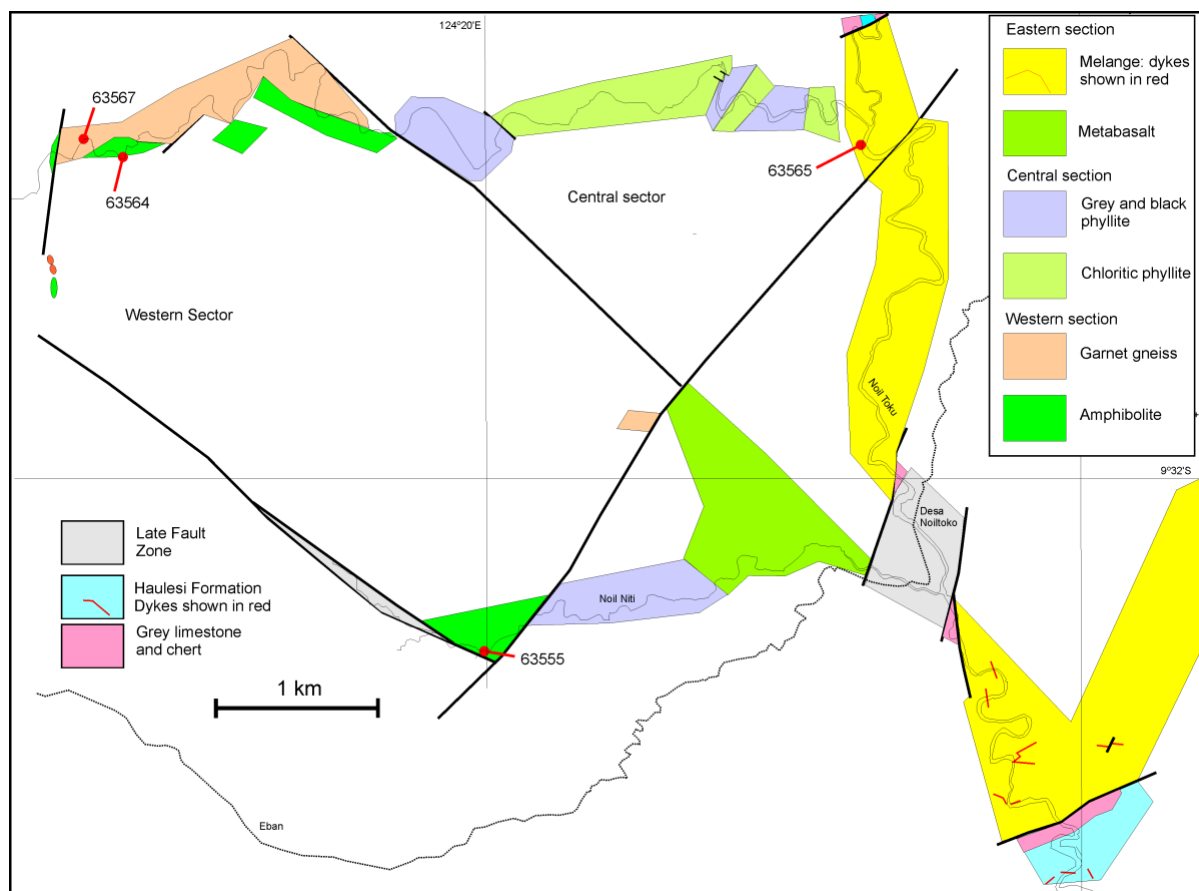 124°20'E
63567
63564
63565
Central sector
Western Sector
Noil Toku
9°32'S
Desa
Noiltoko
Noil Niti
63555
1 km
Eban
Eastern section
Melange: dykes
shown in red
Metabasalt
Central section
Grey and black
phyllite
Chloritic phyllite
Western section
Garnet gneiss
Amphibolite
Late Fault
Zone
Haulesi Formation
Dykes shown in red
Grey limestone
and chert